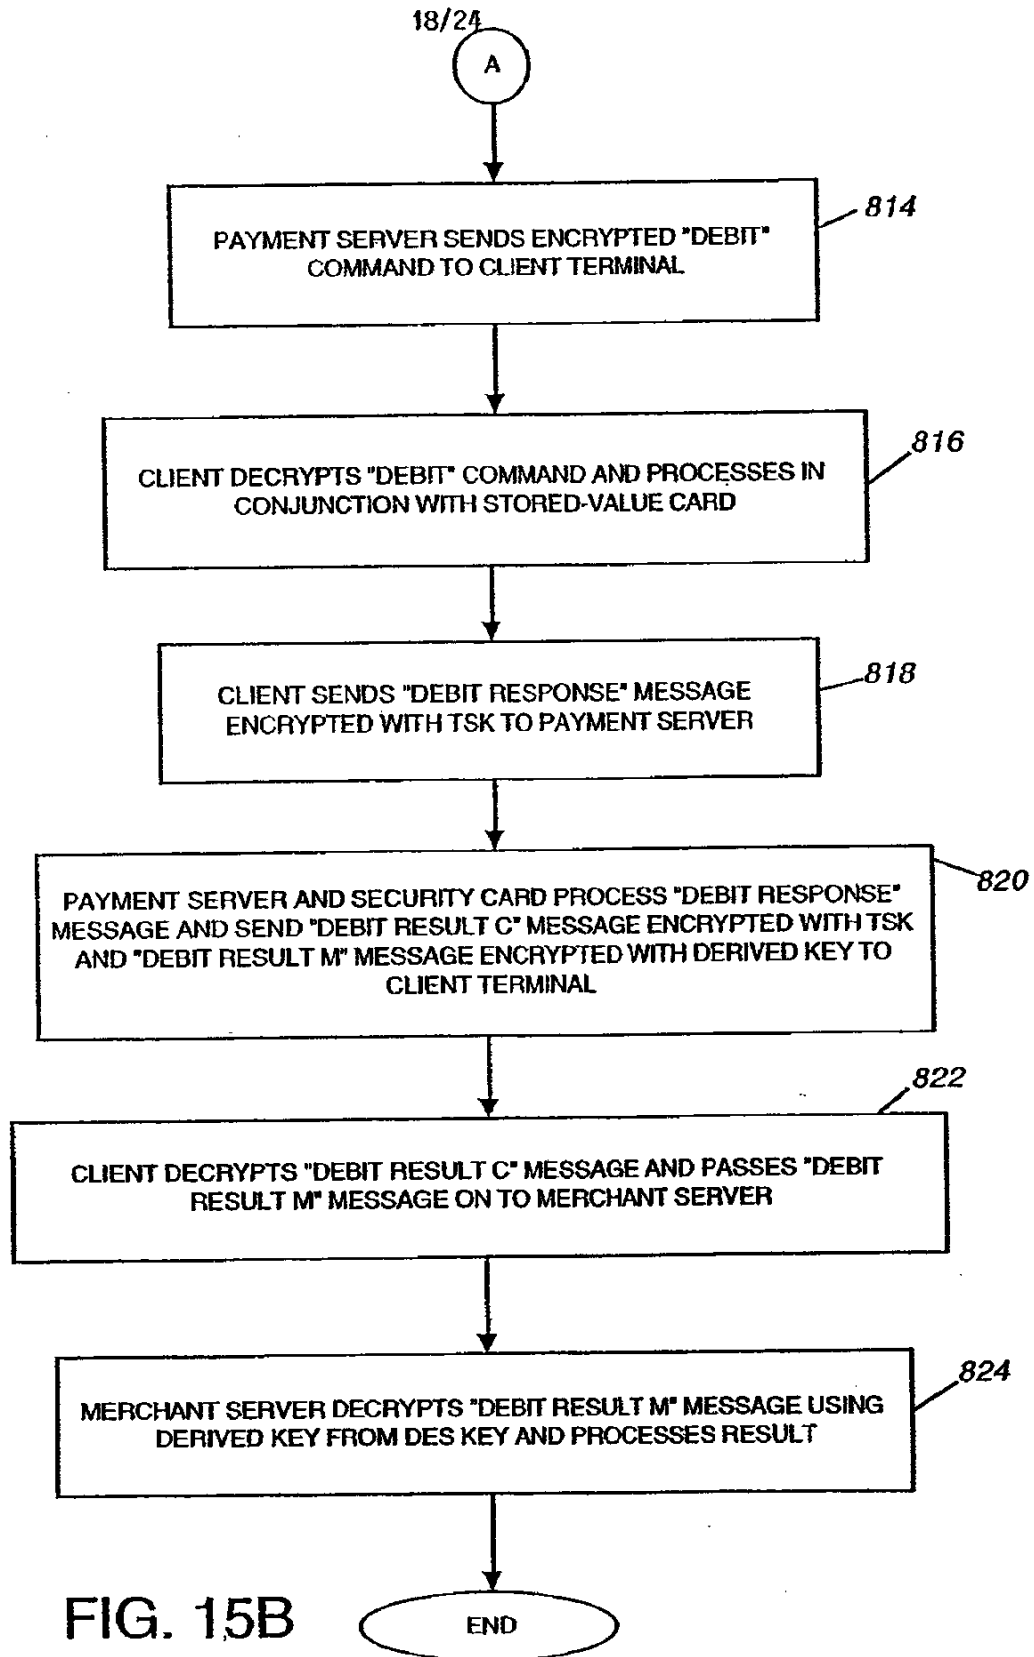 18/24
A
814
PAYMENT SERVER SENDS ENCRYPTED "DEBIT"
COMMAND TO CLIENT TERMINAL
816
CLIENT DECRYPTS "DEBIT" COMMAND AND PROCESSES IN
CONJUNCTION WITH STORED-VALUE CARD
818
CLIENT SENDS "DEBIT RESPONSE" MESSAGE
ENCRYPTED WITH TSK TO PAYMENT SERVER
820
PAYMENT SERVER AND SECURITY CARD PROCESS "DEBIT RESPONSE"
MESSAGE AND SEND "DEBIT RESULT C" MESSAGE ENCRYPTED WITH TSK
AND "DEBIT RESULT M" MESSAGE ENCRYPTED WITH DERIVED KEY TO
CLIENT TERMINAL
822
CLIENT DECRYPTS "DEBIT RESULT C" MESSAGE AND PASSES "DEBIT
RESULT M" MESSAGE ON TO MERCHANT SERVER
824
MERCHANT SERVER DECRYPTS "DEBIT RESULT M" MESSAGE USING
DERIVED KEY FROM DES KEY AND PROCESSES RESULT
FIG. 15B
END